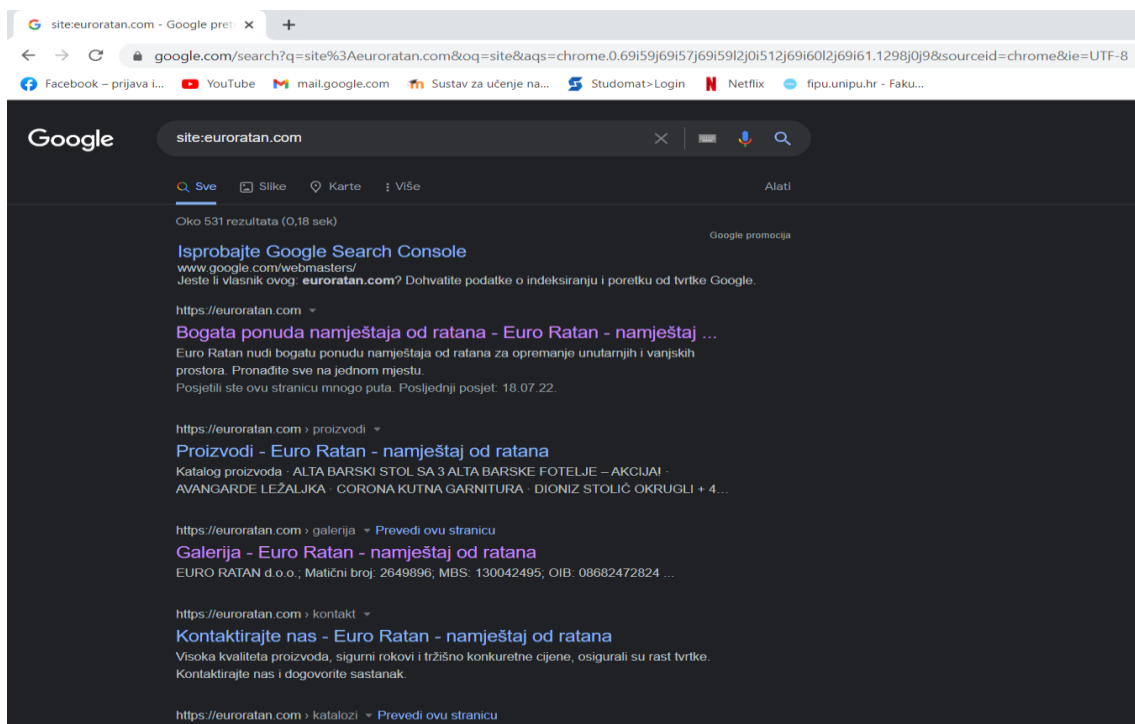 site:euroratan.com - Google pret
google.com/search?q=site%3Aeuroratan.com&oq=site&aqs=chrome.0.69i59j69i57j69i59l2j0i512j69i60l2j69i61.1298j0j9&sourceid=chrome&ie=UTF-8
Facebook – prijava i... YouTube mail.google.com Sustav za učenje na... Studomat>Login Netflix fipu.unipu.hr - Faku...
Google site:euroratan.com
Sve Slike Karte Više Alati
Oko 531 rezultata (0,18 sek)
Google promocija
Isprobajte Google Search Console
www.google.com/webmasters/
Jeste li vlasnik ovog: euroratan.com? Dohvatite podatke o indeksiranju i poretku od tvrtke Google.
https://euroratan.com
Bogata ponuda namještaja od ratana - Euro Ratan - namještaj ...
Euro Ratan nudi bogatu ponudu namještaja od ratana za opremanje unutarnjih i vanjskih
prostora. Pronađite sve na jednom mjestu.
Posjetili ste ovu stranicu mnogo puta. Posljednji posjet: 18.07.22.
https://euroratan.com › proizvodi
Proizvodi - Euro Ratan - namještaj od ratana
Katalog proizvoda · ALTA BARSKI STOL SA 3 ALTA BARSKE FOTELJE – AKCIJA! ·
AVANGARDE LEŽALJKA · CORONA KUTNA GARNITURA · DIONIZ STOLIĆ OKRUGLI + 4...
https://euroratan.com › galerija Prevedi ovu stranicu
Galerija - Euro Ratan - namještaj od ratana
EURO RATAN d.o.o.; Matični broj: 2649896; MBS: 130042495; OIB: 08682472824 ...
https://euroratan.com › kontakt
Kontaktirajte nas - Euro Ratan - namještaj od ratana
Visoka kvaliteta proizvoda, sigurni rokovi i tržišno konkuretne cijene, osigurali su rast tvrtke.
Kontaktirajte nas i dogovorite sastanak.
https://euroratan.com › katalozi Prevedi ovu stranicu